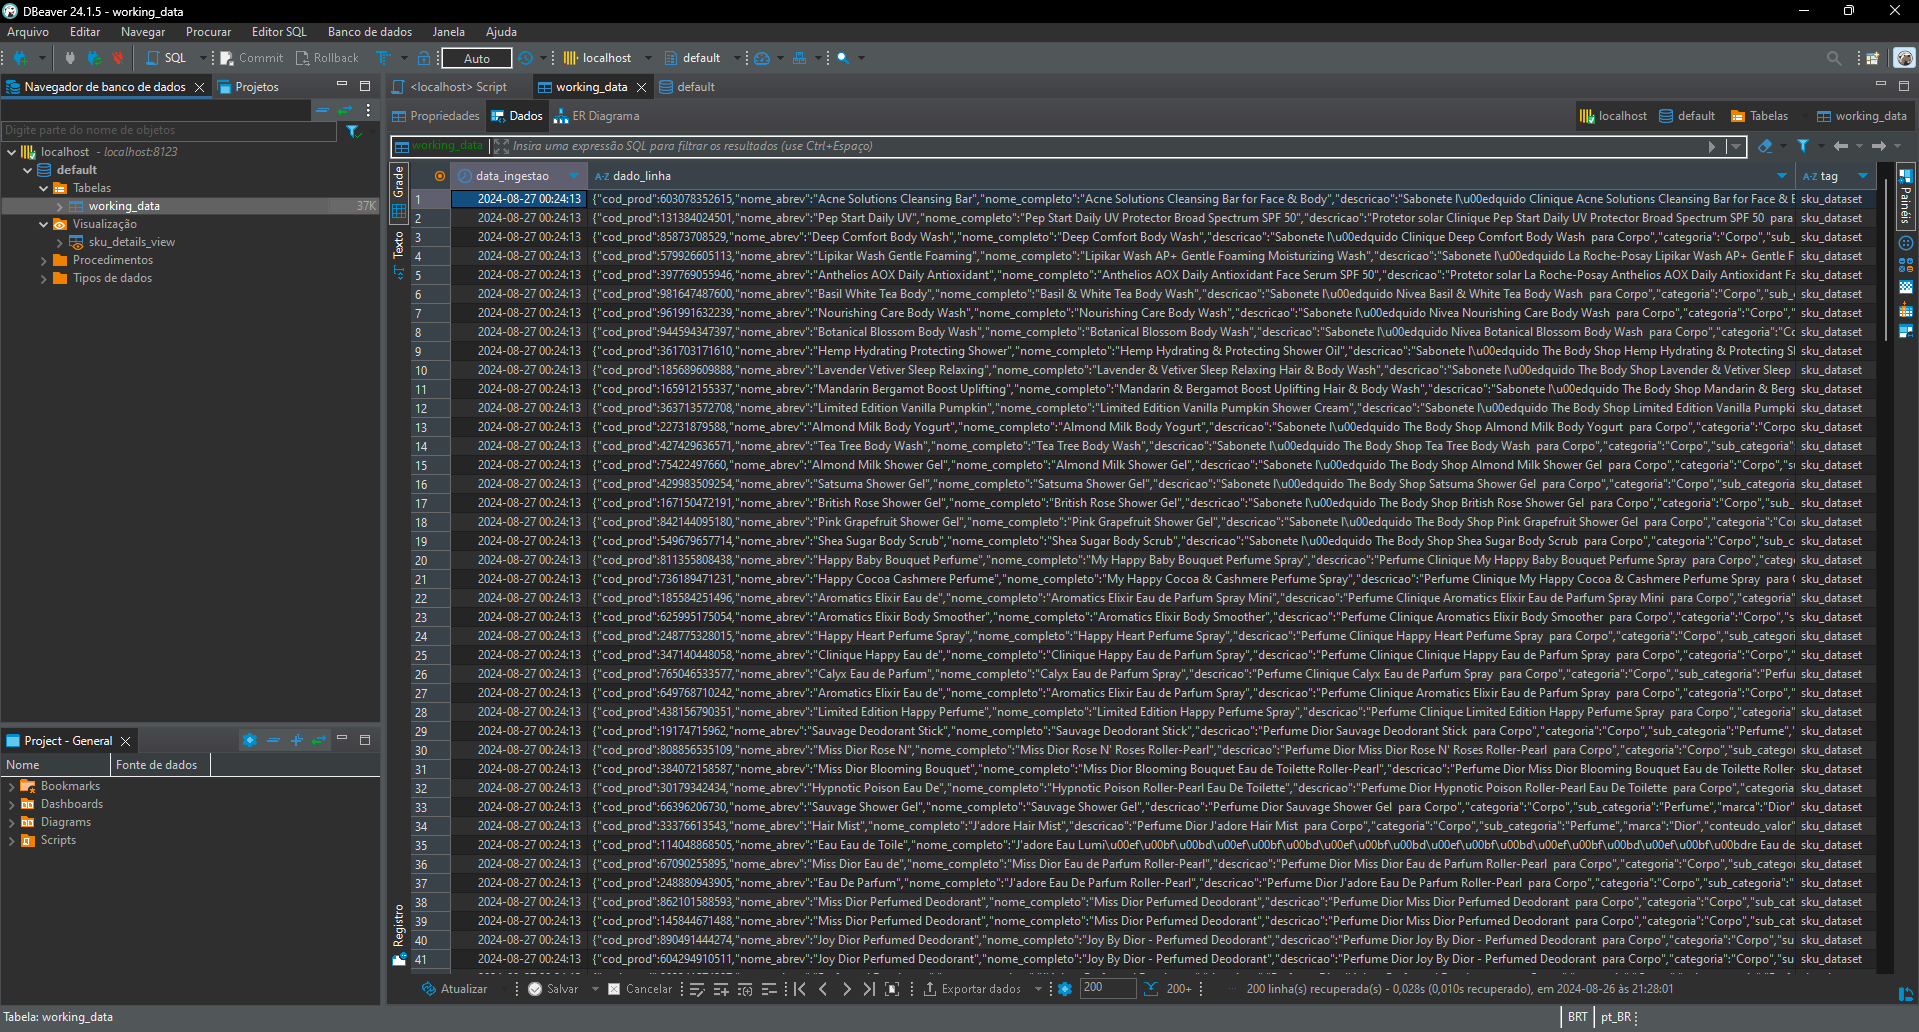 DBeaver 24.1.5 - working_data
Arquivo Editar Navegar Procurar Editor SQL Banco de dados Janela Ajuda
SQL Commit Rollback Auto localhost default
Navegador de banco de dados Projetos
<localhost> Script working_data default
Propriedades Dados ER Diagrama
localhost default Tabelas working_data
Digite parte do nome de objetos
working_data Insira uma expressão SQL para filtrar os resultados (use Ctrl+Espaço)
localhost - localhost:8123
default
Tabelas
working_data 37K
Visualização
sku_details_view
Procedimentos
Tipos de dados
Project - General
Nome Fonte de dados
Bookmarks
Dashboards
Diagrams
Scripts
Grade
Texto
Registro
Painéis
data_ingestao A-Z dado_linha A-Z tag
1 2024-08-27 00:24:13 {"cod_prod":603078352615,"nome_abrev":"Acne Solutions Cleansing Bar","nome_completo":"Acne Solutions Cleansing Bar for Face & Body","descricao":"Sabonete l\u00edquido Clinique Acne Solutions Cleansing Bar for Face & E sku_dataset
2 2024-08-27 00:24:13 {"cod_prod":131384024501,"nome_abrev":"Pep Start Daily UV","nome_completo":"Pep Start Daily UV Protector Broad Spectrum SPF 50","descricao":"Protetor solar Clinique Pep Start Daily UV Protector Broad Spectrum SPF 50  para sku_dataset
3 2024-08-27 00:24:13 {"cod_prod":85873708529,"nome_abrev":"Deep Comfort Body Wash","nome_completo":"Deep Comfort Body Wash","descricao":"Sabonete l\u00edquido Clinique Deep Comfort Body Wash  para Corpo","categoria":"Corpo","sub_ sku_dataset
4 2024-08-27 00:24:13 {"cod_prod":579926605113,"nome_abrev":"Lipikar Wash Gentle Foaming","nome_completo":"Lipikar Wash AP+ Gentle Foaming Moisturizing Wash","descricao":"Sabonete l\u00edquido La Roche-Posay Lipikar Wash AP+ Gentle F sku_dataset
5 2024-08-27 00:24:13 {"cod_prod":397769055946,"nome_abrev":"Anthelios AOX Daily Antioxidant","nome_completo":"Anthelios AOX Daily Antioxidant Face Serum SPF 50","descricao":"Protetor solar La Roche-Posay Anthelios AOX Daily Antioxidant Fa sku_dataset
6 2024-08-27 00:24:13 {"cod_prod":981647487600,"nome_abrev":"Basil White Tea Body","nome_completo":"Basil & White Tea Body Wash","descricao":"Sabonete l\u00edquido Nivea Basil & White Tea Body Wash  para Corpo","categoria":"Corpo","sub_c sku_dataset
7 2024-08-27 00:24:13 {"cod_prod":961991632239,"nome_abrev":"Nourishing Care Body Wash","nome_completo":"Nourishing Care Body Wash","descricao":"Sabonete l\u00edquido Nivea Nourishing Care Body Wash  para Corpo","categoria":"Corpo", sku_dataset
8 2024-08-27 00:24:13 {"cod_prod":944594347397,"nome_abrev":"Botanical Blossom Body Wash","nome_completo":"Botanical Blossom Body Wash","descricao":"Sabonete l\u00edquido Nivea Botanical Blossom Body Wash  para Corpo","categoria":"Co sku_dataset
9 2024-08-27 00:24:13 {"cod_prod":361703171610,"nome_abrev":"Hemp Hydrating Protecting Shower","nome_completo":"Hemp Hydrating & Protecting Shower Oil","descricao":"Sabonete l\u00edquido The Body Shop Hemp Hydrating & Protecting Sl sku_dataset
10 2024-08-27 00:24:13 {"cod_prod":185689609888,"nome_abrev":"Lavender Vetiver Sleep Relaxing","nome_completo":"Lavender & Vetiver Sleep Relaxing Hair & Body Wash","descricao":"Sabonete l\u00edquido The Body Shop Lavender & Vetiver Sleep sku_dataset
11 2024-08-27 00:24:13 {"cod_prod":165912155337,"nome_abrev":"Mandarin Bergamot Boost Uplifting","nome_completo":"Mandarin & Bergamot Boost Uplifting Hair & Body Wash","descricao":"Sabonete l\u00edquido The Body Shop Mandarin & Berg sku_dataset
12 2024-08-27 00:24:13 {"cod_prod":363713572708,"nome_abrev":"Limited Edition Vanilla Pumpkin","nome_completo":"Limited Edition Vanilla Pumpkin Shower Cream","descricao":"Sabonete l\u00edquido The Body Shop Limited Edition Vanilla Pumpki sku_dataset
13 2024-08-27 00:24:13 {"cod_prod":22731879588,"nome_abrev":"Almond Milk Body Yogurt","nome_completo":"Almond Milk Body Yogurt","descricao":"Sabonete l\u00edquido The Body Shop Almond Milk Body Yogurt  para Corpo","categoria":"Corpo sku_dataset
14 2024-08-27 00:24:13 {"cod_prod":427429636571,"nome_abrev":"Tea Tree Body Wash","nome_completo":"Tea Tree Body Wash","descricao":"Sabonete l\u00edquido The Body Shop Tea Tree Body Wash  para Corpo","categoria":"Corpo","sub_categoria": sku_dataset
15 2024-08-27 00:24:13 {"cod_prod":75422497660,"nome_abrev":"Almond Milk Shower Gel","nome_completo":"Almond Milk Shower Gel","descricao":"Sabonete l\u00edquido The Body Shop Almond Milk Shower Gel  para Corpo","categoria":"Corpo","su sku_dataset
16 2024-08-27 00:24:13 {"cod_prod":429983509254,"nome_abrev":"Satsuma Shower Gel","nome_completo":"Satsuma Shower Gel","descricao":"Sabonete l\u00edquido The Body Shop Satsuma Shower Gel  para Corpo","categoria":"Corpo","sub_categoria sku_dataset
17 2024-08-27 00:24:13 {"cod_prod":167150472191,"nome_abrev":"British Rose Shower Gel","nome_completo":"British Rose Shower Gel","descricao":"Sabonete l\u00edquido The Body Shop British Rose Shower Gel  para Corpo","categoria":"Corpo","sub_ sku_dataset
18 2024-08-27 00:24:13 {"cod_prod":842144095180,"nome_abrev":"Pink Grapefruit Shower Gel","nome_completo":"Pink Grapefruit Shower Gel","descricao":"Sabonete l\u00edquido The Body Shop Pink Grapefruit Shower Gel  para Corpo","categoria":"Co sku_dataset
19 2024-08-27 00:24:13 {"cod_prod":549679657714,"nome_abrev":"Shea Sugar Body Scrub","nome_completo":"Shea Sugar Body Scrub","descricao":"Sabonete l\u00edquido The Body Shop Shea Sugar Body Scrub  para Corpo","categoria":"Corpo","sub_c sku_dataset
20 2024-08-27 00:24:13 {"cod_prod":811355808438,"nome_abrev":"Happy Baby Bouquet Perfume","nome_completo":"My Happy Baby Bouquet Perfume Spray","descricao":"Perfume Clinique My Happy Baby Bouquet Perfume Spray  para Corpo","cate sku_dataset
21 2024-08-27 00:24:13 {"cod_prod":736189471231,"nome_abrev":"Happy Cocoa Cashmere Perfume","nome_completo":"My Happy Cocoa & Cashmere Perfume Spray","descricao":"Perfume Clinique My Happy Cocoa & Cashmere Perfume Spray  para ( sku_dataset
22 2024-08-27 00:24:13 {"cod_prod":185584251496,"nome_abrev":"Aromatics Elixir Eau de","nome_completo":"Aromatics Elixir Eau de Parfum Spray Mini","descricao":"Perfume Clinique Aromatics Elixir Eau de Parfum Spray Mini  para Corpo","categoria" sku_dataset
23 2024-08-27 00:24:13 {"cod_prod":625995175054,"nome_abrev":"Aromatics Elixir Body Smoother","nome_completo":"Aromatics Elixir Body Smoother","descricao":"Perfume Clinique Aromatics Elixir Body Smoother  para Corpo","categoria":"Corpo","s sku_dataset
24 2024-08-27 00:24:13 {"cod_prod":248775328015,"nome_abrev":"Happy Heart Perfume Spray","nome_completo":"Happy Heart Perfume Spray","descricao":"Perfume Clinique Happy Heart Perfume Spray  para Corpo","categoria":"Corpo","sub_categori sku_dataset
25 2024-08-27 00:24:13 {"cod_prod":347140448058,"nome_abrev":"Clinique Happy Eau de","nome_completo":"Clinique Happy Eau de Parfum Spray","descricao":"Perfume Clinique Clinique Happy Eau de Parfum Spray  para Corpo","categoria":"Corpo"," sku_dataset
26 2024-08-27 00:24:13 {"cod_prod":765046533577,"nome_abrev":"Calyx Eau de Parfum","nome_completo":"Calyx Eau de Parfum Spray","descricao":"Perfume Clinique Calyx Eau de Parfum Spray  para Corpo","categoria":"Corpo","sub_categoria":"Perfu sku_dataset
27 2024-08-27 00:24:13 {"cod_prod":649768710242,"nome_abrev":"Aromatics Elixir Eau de","nome_completo":"Aromatics Elixir Eau de Parfum Spray","descricao":"Perfume Clinique Aromatics Elixir Eau de Parfum Spray  para Corpo","categoria":"Corpo sku_dataset
28 2024-08-27 00:24:13 {"cod_prod":438156790351,"nome_abrev":"Limited Edition Happy Perfume","nome_completo":"Limited Edition Happy Perfume Spray","descricao":"Perfume Clinique Limited Edition Happy Perfume Spray  para Corpo","categoria" sku_dataset
29 2024-08-27 00:24:13 {"cod_prod":19174715962,"nome_abrev":"Sauvage Deodorant Stick","nome_completo":"Sauvage Deodorant Stick","descricao":"Perfume Dior Sauvage Deodorant Stick  para Corpo","categoria":"Corpo","sub_categoria":"Perfume"," sku_dataset
30 2024-08-27 00:24:13 {"cod_prod":808856535109,"nome_abrev":"Miss Dior Rose N","nome_completo":"Miss Dior Rose N' Roses Roller-Pearl","descricao":"Perfume Dior Miss Dior Rose N' Roses Roller-Pearl  para Corpo","categoria":"Corpo","sub_catego sku_dataset
31 2024-08-27 00:24:13 {"cod_prod":384072158587,"nome_abrev":"Miss Dior Blooming Bouquet","nome_completo":"Miss Dior Blooming Bouquet Eau de Toilette Roller-Pearl","descricao":"Perfume Dior Miss Dior Blooming Bouquet Eau de Toilette Roller- sku_dataset
32 2024-08-27 00:24:13 {"cod_prod":30179342434,"nome_abrev":"Hypnotic Poison Eau De","nome_completo":"Hypnotic Poison Roller-Pearl Eau De Toilette","descricao":"Perfume Dior Hypnotic Poison Roller-Pearl Eau De Toilette  para Corpo","categoria sku_dataset
33 2024-08-27 00:24:13 {"cod_prod":66396206730,"nome_abrev":"Sauvage Shower Gel","nome_completo":"Sauvage Shower Gel","descricao":"Perfume Dior Sauvage Shower Gel  para Corpo","categoria":"Corpo","sub_categoria":"Perfume","marca":"Dior" sku_dataset
34 2024-08-27 00:24:13 {"cod_prod":33376613543,"nome_abrev":"Hair Mist","nome_completo":"J'adore Hair Mist","descricao":"Perfume Dior J'adore Hair Mist  para Corpo","categoria":"Corpo","sub_categoria":"Perfume","marca":"Dior","conteudo_valor" sku_dataset
35 2024-08-27 00:24:13 {"cod_prod":114048868505,"nome_abrev":"Eau Eau de Toile","nome_completo":"J'adore Eau Lumi\u00ef\u00bf\u00bd\u00ef\u00bf\u00bd\u00ef\u00bf\u00bd\u00ef\u00bf\u00bd\u00ef\u00bf\u00bd\u00ef\u00bf\u00bdre Eau de sku_dataset
36 2024-08-27 00:24:13 {"cod_prod":67090255895,"nome_abrev":"Miss Dior Eau de","nome_completo":"Miss Dior Eau de Parfum Roller-Pearl","descricao":"Perfume Dior Miss Dior Eau de Parfum Roller-Pearl  para Corpo","categoria":"Corpo","sub_catego sku_dataset
37 2024-08-27 00:24:13 {"cod_prod":248880943905,"nome_abrev":"Eau De Parfum","nome_completo":"J'adore Eau De Parfum Roller-Pearl","descricao":"Perfume Dior J'adore Eau De Parfum Roller-Pearl  para Corpo","categoria":"Corpo","sub_categoria":" sku_dataset
38 2024-08-27 00:24:13 {"cod_prod":862101588593,"nome_abrev":"Miss Dior Perfumed Deodorant","nome_completo":"Miss Dior Perfumed Deodorant","descricao":"Perfume Dior Miss Dior Perfumed Deodorant  para Corpo","categoria":"Corpo","sub_cat sku_dataset
39 2024-08-27 00:24:13 {"cod_prod":145844671488,"nome_abrev":"Miss Dior Perfumed Deodorant","nome_completo":"Miss Dior Perfumed Deodorant","descricao":"Perfume Dior Miss Dior Perfumed Deodorant  para Corpo","categoria":"Corpo","sub_cat sku_dataset
40 2024-08-27 00:24:13 {"cod_prod":890491444274,"nome_abrev":"Joy Dior Perfumed Deodorant","nome_completo":"Joy By Dior - Perfumed Deodorant","descricao":"Perfume Dior Joy By Dior - Perfumed Deodorant  para Corpo","categoria":"Corpo","su sku_dataset
41 2024-08-27 00:24:13 {"cod_prod":604294910511,"nome_abrev":"Joy Dior Perfumed Deodorant","nome_completo":"Joy By Dior - Perfumed Deodorant","descricao":"Perfume Dior Joy By Dior - Perfumed Deodorant  para Corpo","categoria":"Corpo","su sku_dataset
Atualizar Salvar Cancelar Exportar dados 200 200+ 200 linha(s) recuperada(s) - 0,028s (0,010s recuperado), em 2024-08-26 às 21:28:01
Tabela: working_data BRT pt_BR